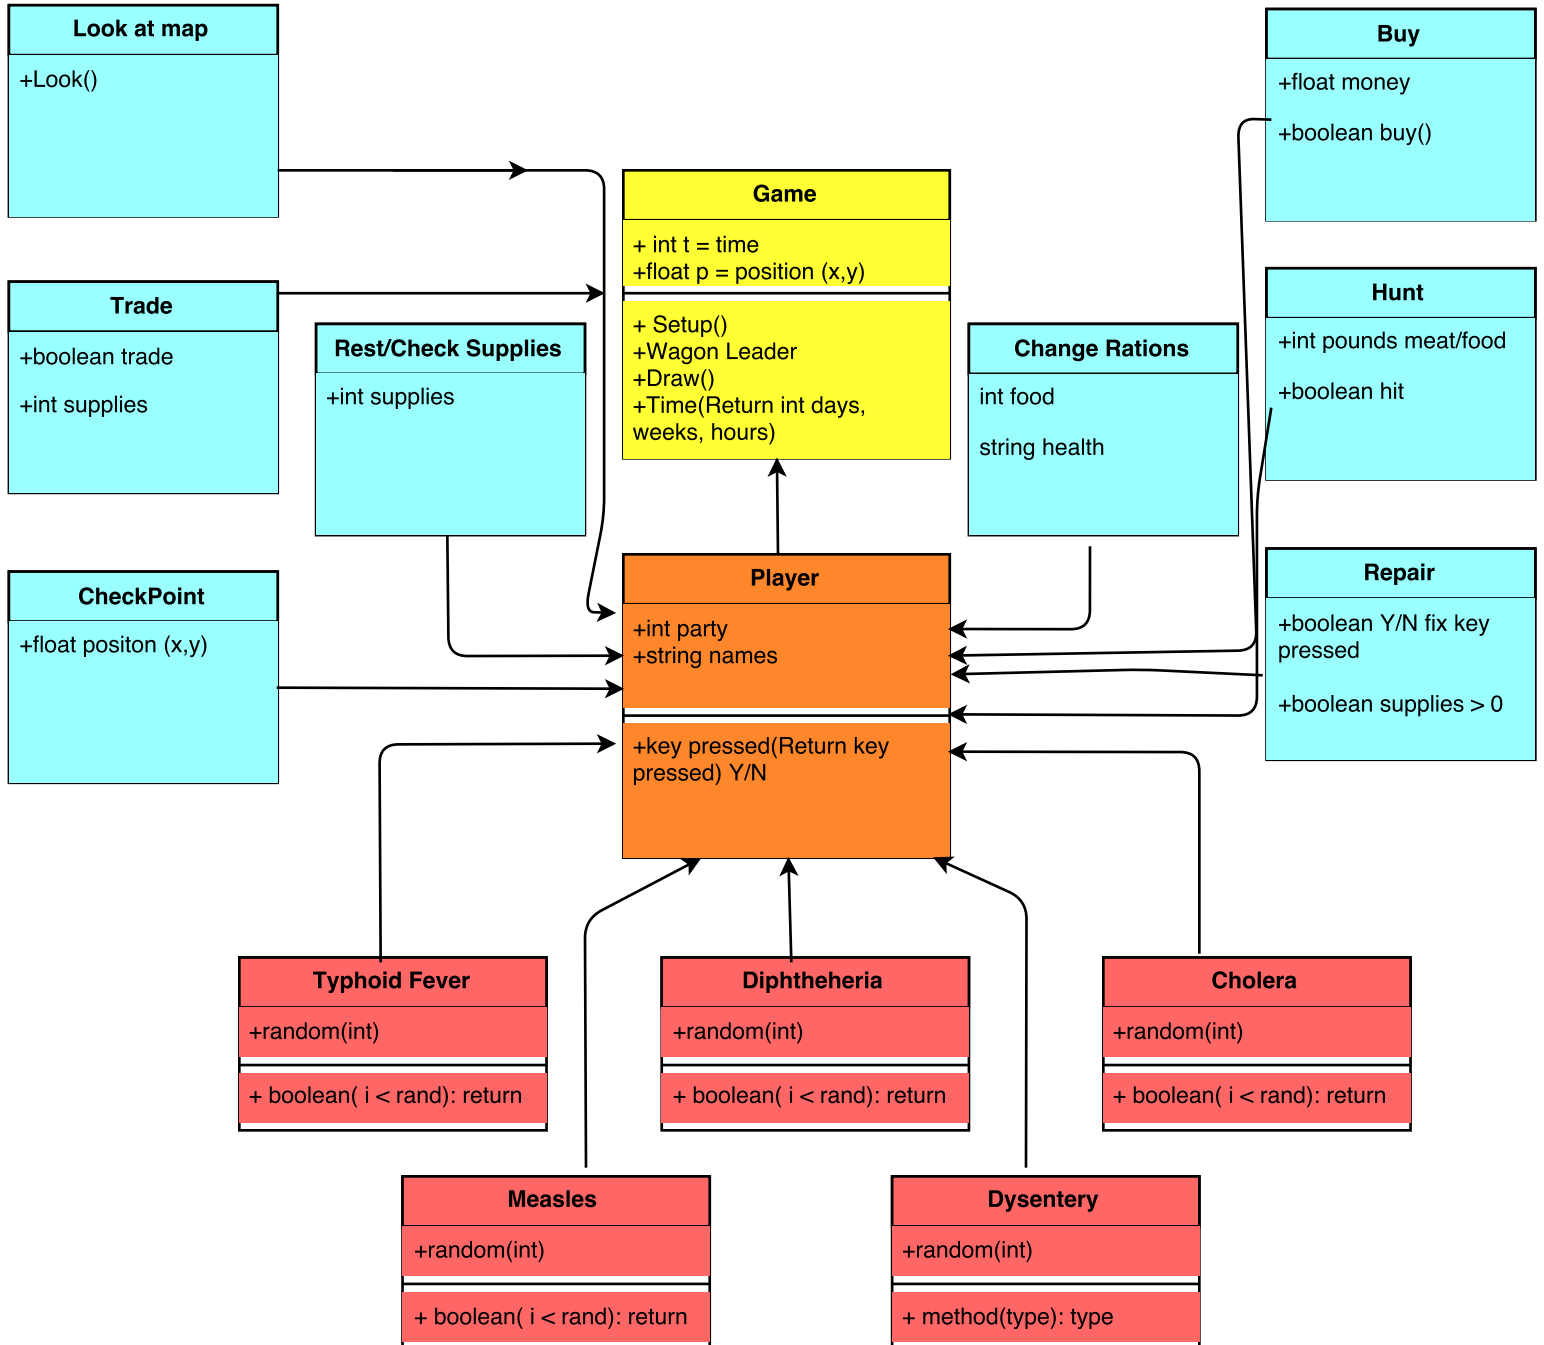 Look at map
+Look()
Buy
+float money
+boolean buy()
Game
+ int t = time
+float p = position (x,y)
+ Setup()
+Wagon Leader
+Draw()
+Time(Return int days,
weeks, hours)
Trade
+boolean trade
+int supplies
Rest/Check Supplies
+int supplies
Change Rations
int food
string health
Hunt
+int pounds meat/food
+boolean hit
CheckPoint
+float positon (x,y)
Player
+int party
+string names
+key pressed(Return key
pressed) Y/N
Repair
+boolean Y/N fix key
pressed
+boolean supplies > 0
Typhoid Fever
+random(int)
+ boolean( i < rand): return
Diphtheheria
+random(int)
+ boolean( i < rand): return
Cholera
+random(int)
+ boolean( i < rand): return
Measles
+random(int)
+ boolean( i < rand): return
Dysentery
+random(int)
+ method(type): type